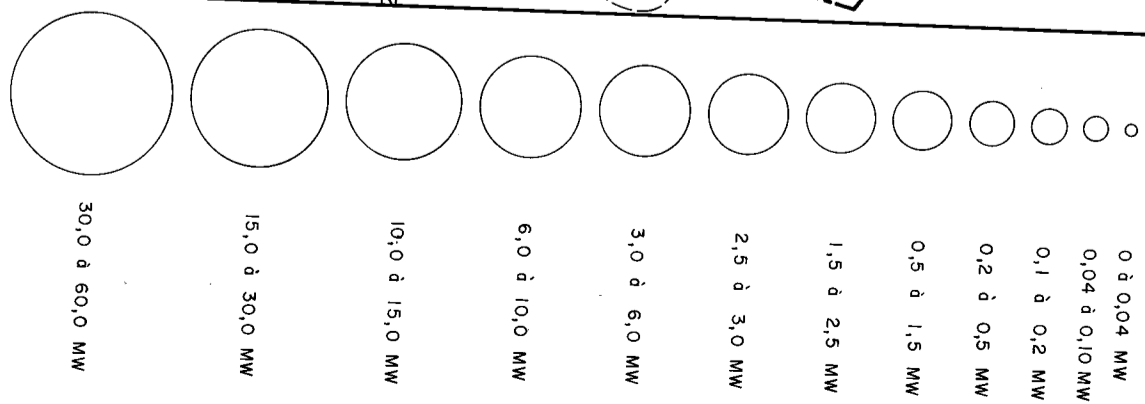 0 à 0,04 MW
0,04 à 0,10 MW
0,1 à 0,2 MW
0,2 à 0,5 MW
0,5 à 1,5 MW
1,5 à 2,5 MW
2,5 à 3,0 MW
3,0 à 6,0 MW
6,0 à 10,0 MW
10,0 à 15,0 MW
15,0 à 30,0 MW
30,0 à 60,0 MW